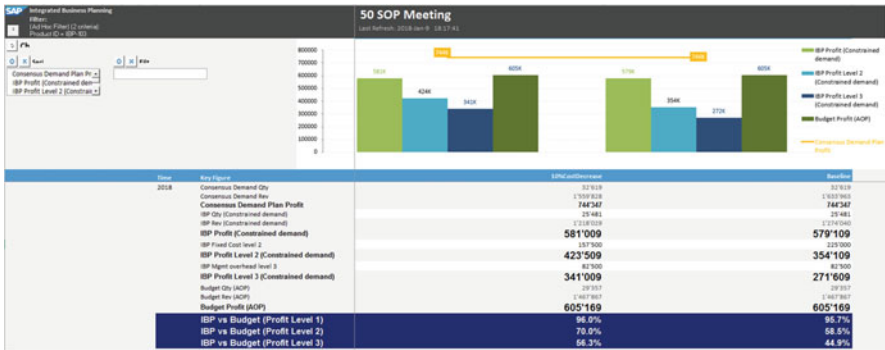 SAP Integrated Business Planning
Filter:
(Ad Hoc Filter) (2 criteria)
Product ID = IBP-103
50 SOP Meeting
Last Refresh: 2018-Jan-9 18:17:41
Consensus Demand Plan Pr
IBP Profit (Constrained dem
IBP Profit Level 2 (Constrai
800000
700000
600000
500000
400000
300000
200000
100000
0
581K
424K
341K
605K
579K
354K
272K
605K
IBP Profit (Constrained demand)
IBP Profit Level 2 (Constrained demand)
IBP Profit Level 3 (Constrained demand)
Budget Profit (AOP)
Consensus Demand Plan Profit
Time Key Figure 10%CostDecrease Baseline
2018 Consensus Demand Qty 32'619 32'619
Consensus Demand Rev 1'559'828 1'633'963
Consensus Demand Plan Profit 744'347 744'347
IBP Qty (Constrained demand) 25'481 25'481
IBP Rev (Constrained demand) 1'218'029 1'274'040
IBP Profit (Constrained demand) 581'009 579'109
IBP Fixed Cost level 2 157'500 225'000
IBP Profit Level 2 (Constrained demand) 423'509 354'109
IBP Mgmt overhead level 3 82'500 82'500
IBP Profit Level 3 (Constrained demand) 341'009 271'609
Budget Qty (AOP) 29'357 29'357
Budget Rev (AOP) 1'467'867 1'467'867
Budget Profit (AOP) 605'169 605'169
IBP vs Budget (Profit Level 1) 96.0% 95.7%
IBP vs Budget (Profit Level 2) 70.0% 58.5%
IBP vs Budget (Profit Level 3) 56.3% 44.9%